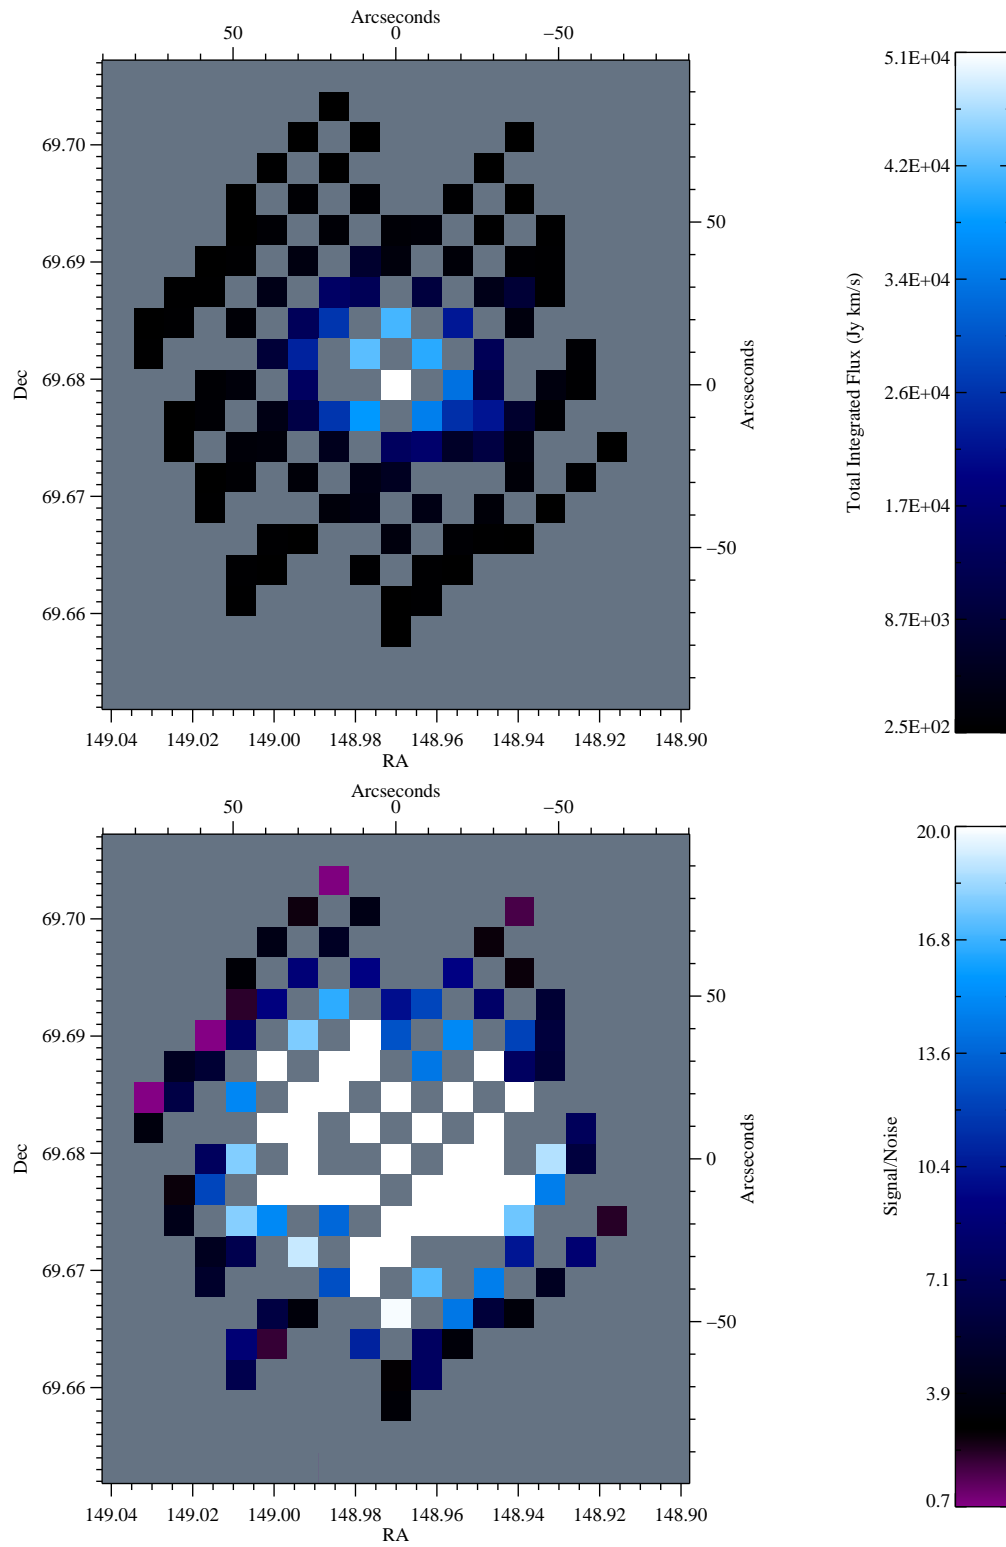 Arcseconds
50 0 −50
5.1E+04
69.70
4.2E+04
50
69.69
3.4E+04
Dec
69.68
0
Arcseconds
Total Integrated Flux (Jy km/s)
2.6E+04
69.67
1.7E+04
−50
69.66
8.7E+03
2.5E+02
149.04 149.02 149.00 148.98 148.96 148.94 148.92 148.90
RA
Arcseconds
50 0 −50
20.0
69.70
16.8
50
69.69
13.6
Dec
69.68
0
Arcseconds
Signal/Noise
10.4
69.67
7.1
−50
69.66
3.9
0.7
149.04 149.02 149.00 148.98 148.96 148.94 148.92 148.90
RA